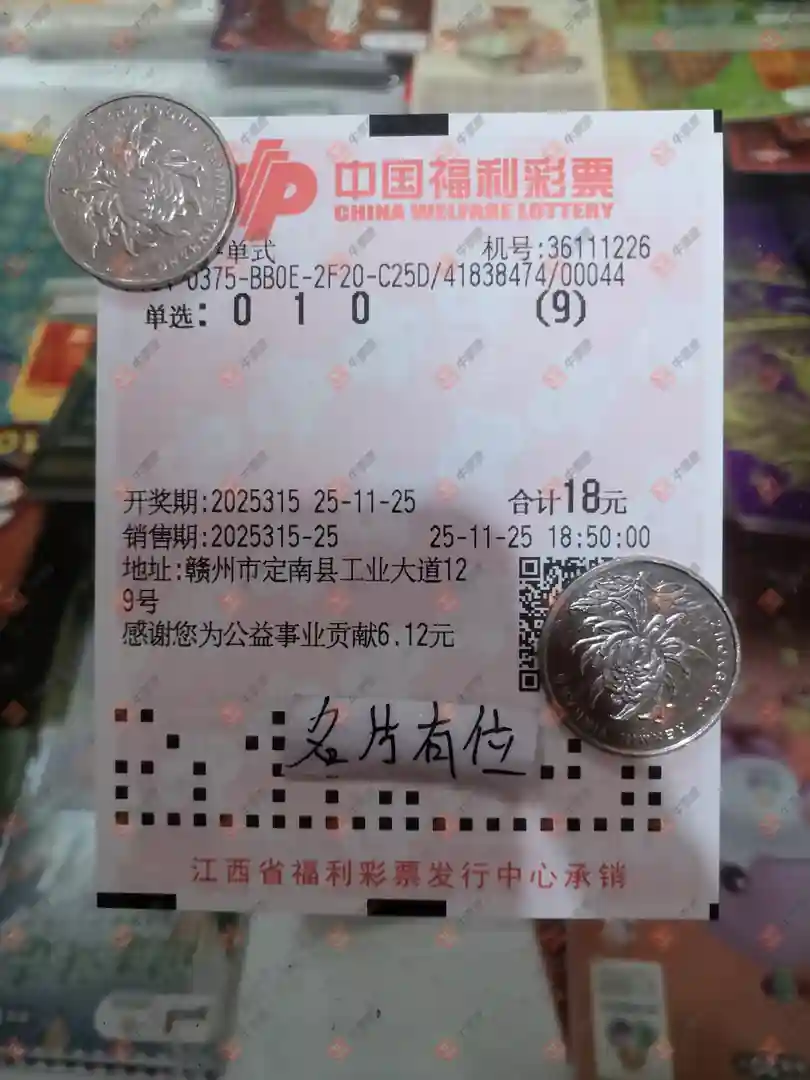 中国福利彩票
CHINA WELFARE LOTTERY
单式 机号:36111226
0375-BB0E-2F20-C25D/41838474/00044
单选: 0 1 0 (9)
开奖期:2025315 25-11-25 合计18元
销售期:2025315-25 25-11-25 18:50:00
地址:赣州市定南县工业大道12
9号
感谢您为公益事业贡献6.12元
名片有位
江西省福利彩票发行中心承销